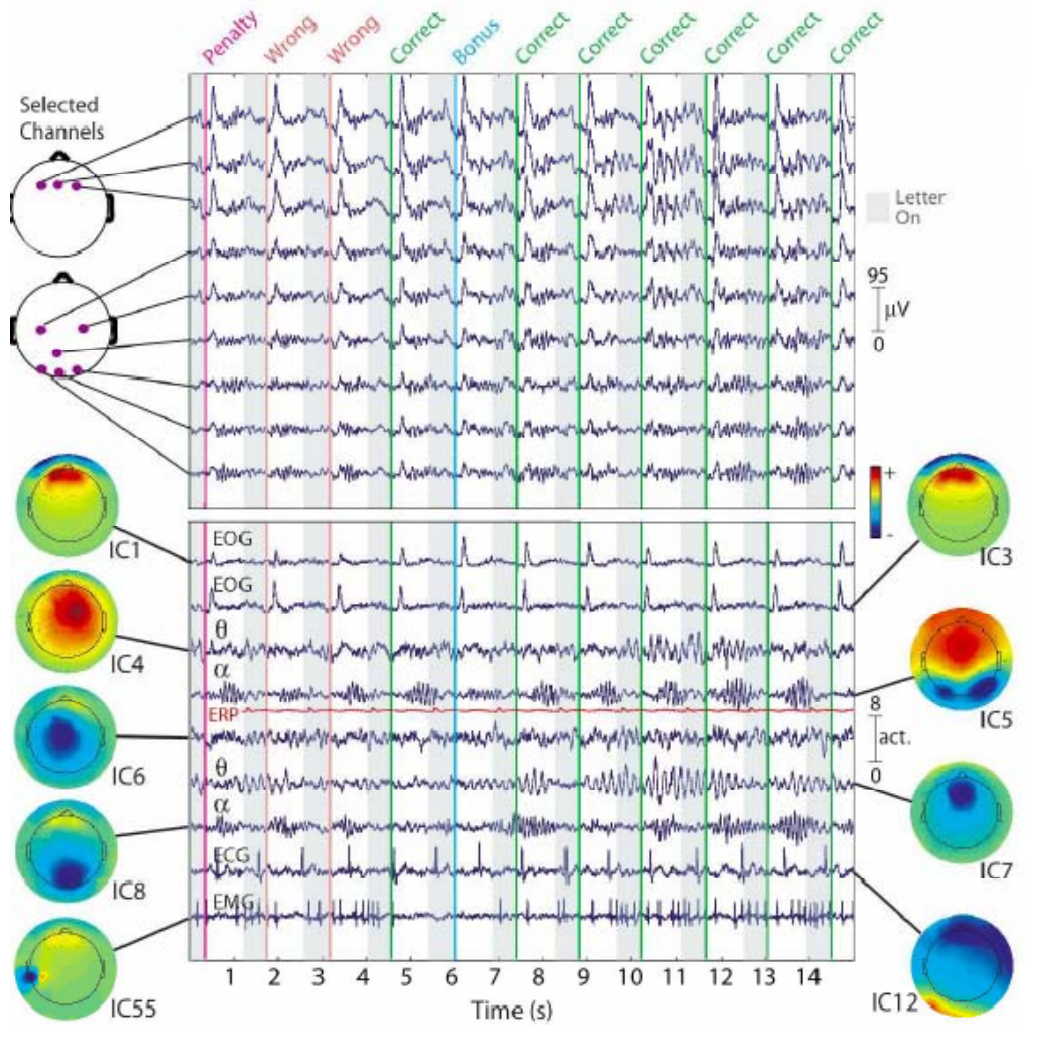 Penalty
Wrong
Wrong
Correct
Bonus
Correct
Correct
Correct
Correct
Correct
Correct
Selected
Channels
Letter
On
95
μV
0
+
-
IC1
IC4
IC6
IC8
IC55
EOG
EOG
θ
α
ERP
θ
α
ECG
EMG
IC3
IC5
8
act.
0
IC7
IC12
1 2 3 4 5 6 7 8 9 10 11 12 13 14
Time (s)